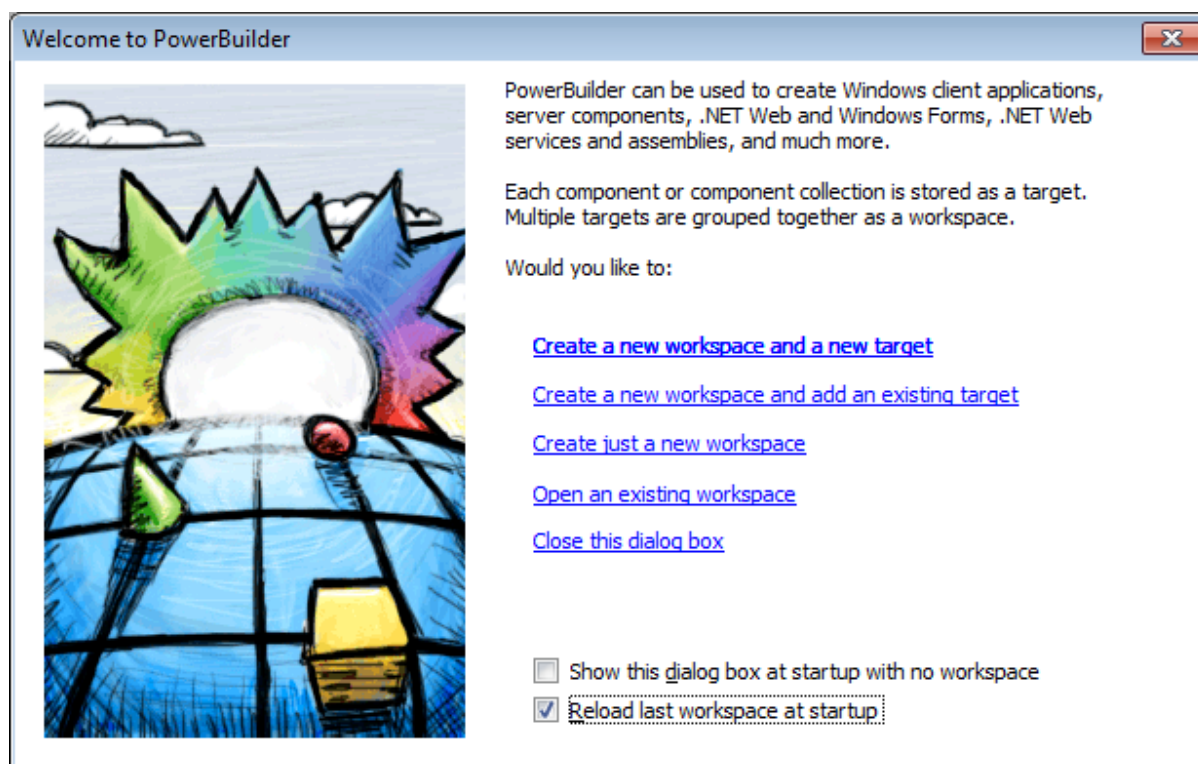 Welcome to PowerBuilder
PowerBuilder can be used to create Windows client applications,
server components, .NET Web and Windows Forms, .NET Web
services and assemblies, and much more.
Each component or component collection is stored as a target.
Multiple targets are grouped together as a workspace.
Would you like to:
Create a new workspace and a new target
Create a new workspace and add an existing target
Create just a new workspace
Open an existing workspace
Close this dialog box
Show this dialog box at startup with no workspace
Reload last workspace at startup